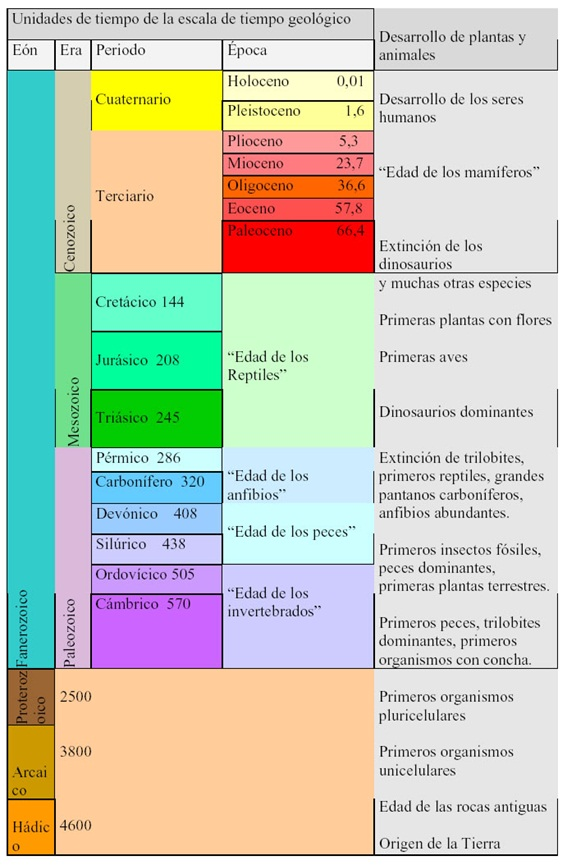 Unidades de tiempo de la escala de tiempo geológico
Desarrollo de plantas y
animales
Eón Era Periodo Época
Fanerozoico
Cenozoico
Cuaternario
Holoceno 0,01
Pleistoceno 1,6
Desarrollo de los seres
humanos
Terciario
Plioceno 5,3
Mioceno 23,7
Oligoceno 36,6
Eoceno 57,8
Paleoceno 66,4
“Edad de los mamíferos”
Extinción de los
dinosaurios
y muchas otras especies
Mesozoico
Cretácico 144
Jurásico 208
Triásico 245
“Edad de los
Reptiles”
Primeras plantas con flores
Primeras aves
Dinosaurios dominantes
Paleozoico
Pérmico 286
Carbonífero 320
Devónico 408
Silúrico 438
Ordovícico 505
Cámbrico 570
“Edad de los
anfibios”
“Edad de los peces”
“Edad de los
invertebrados”
Extinción de trilobites,
primeros reptiles, grandes
pantanos carboníferos,
anfibios abundantes.
Primeros insectos fósiles,
peces dominantes,
primeras plantas terrestres.
Primeros peces, trilobites
dominantes, primeros
organismos con concha.
Proteroz
oico
2500
Primeros organismos
pluricelulares
Arcai
co
3800
Primeros organismos
unicelulares
Hádic
o
4600
Edad de las rocas antiguas
Origen de la Tierra